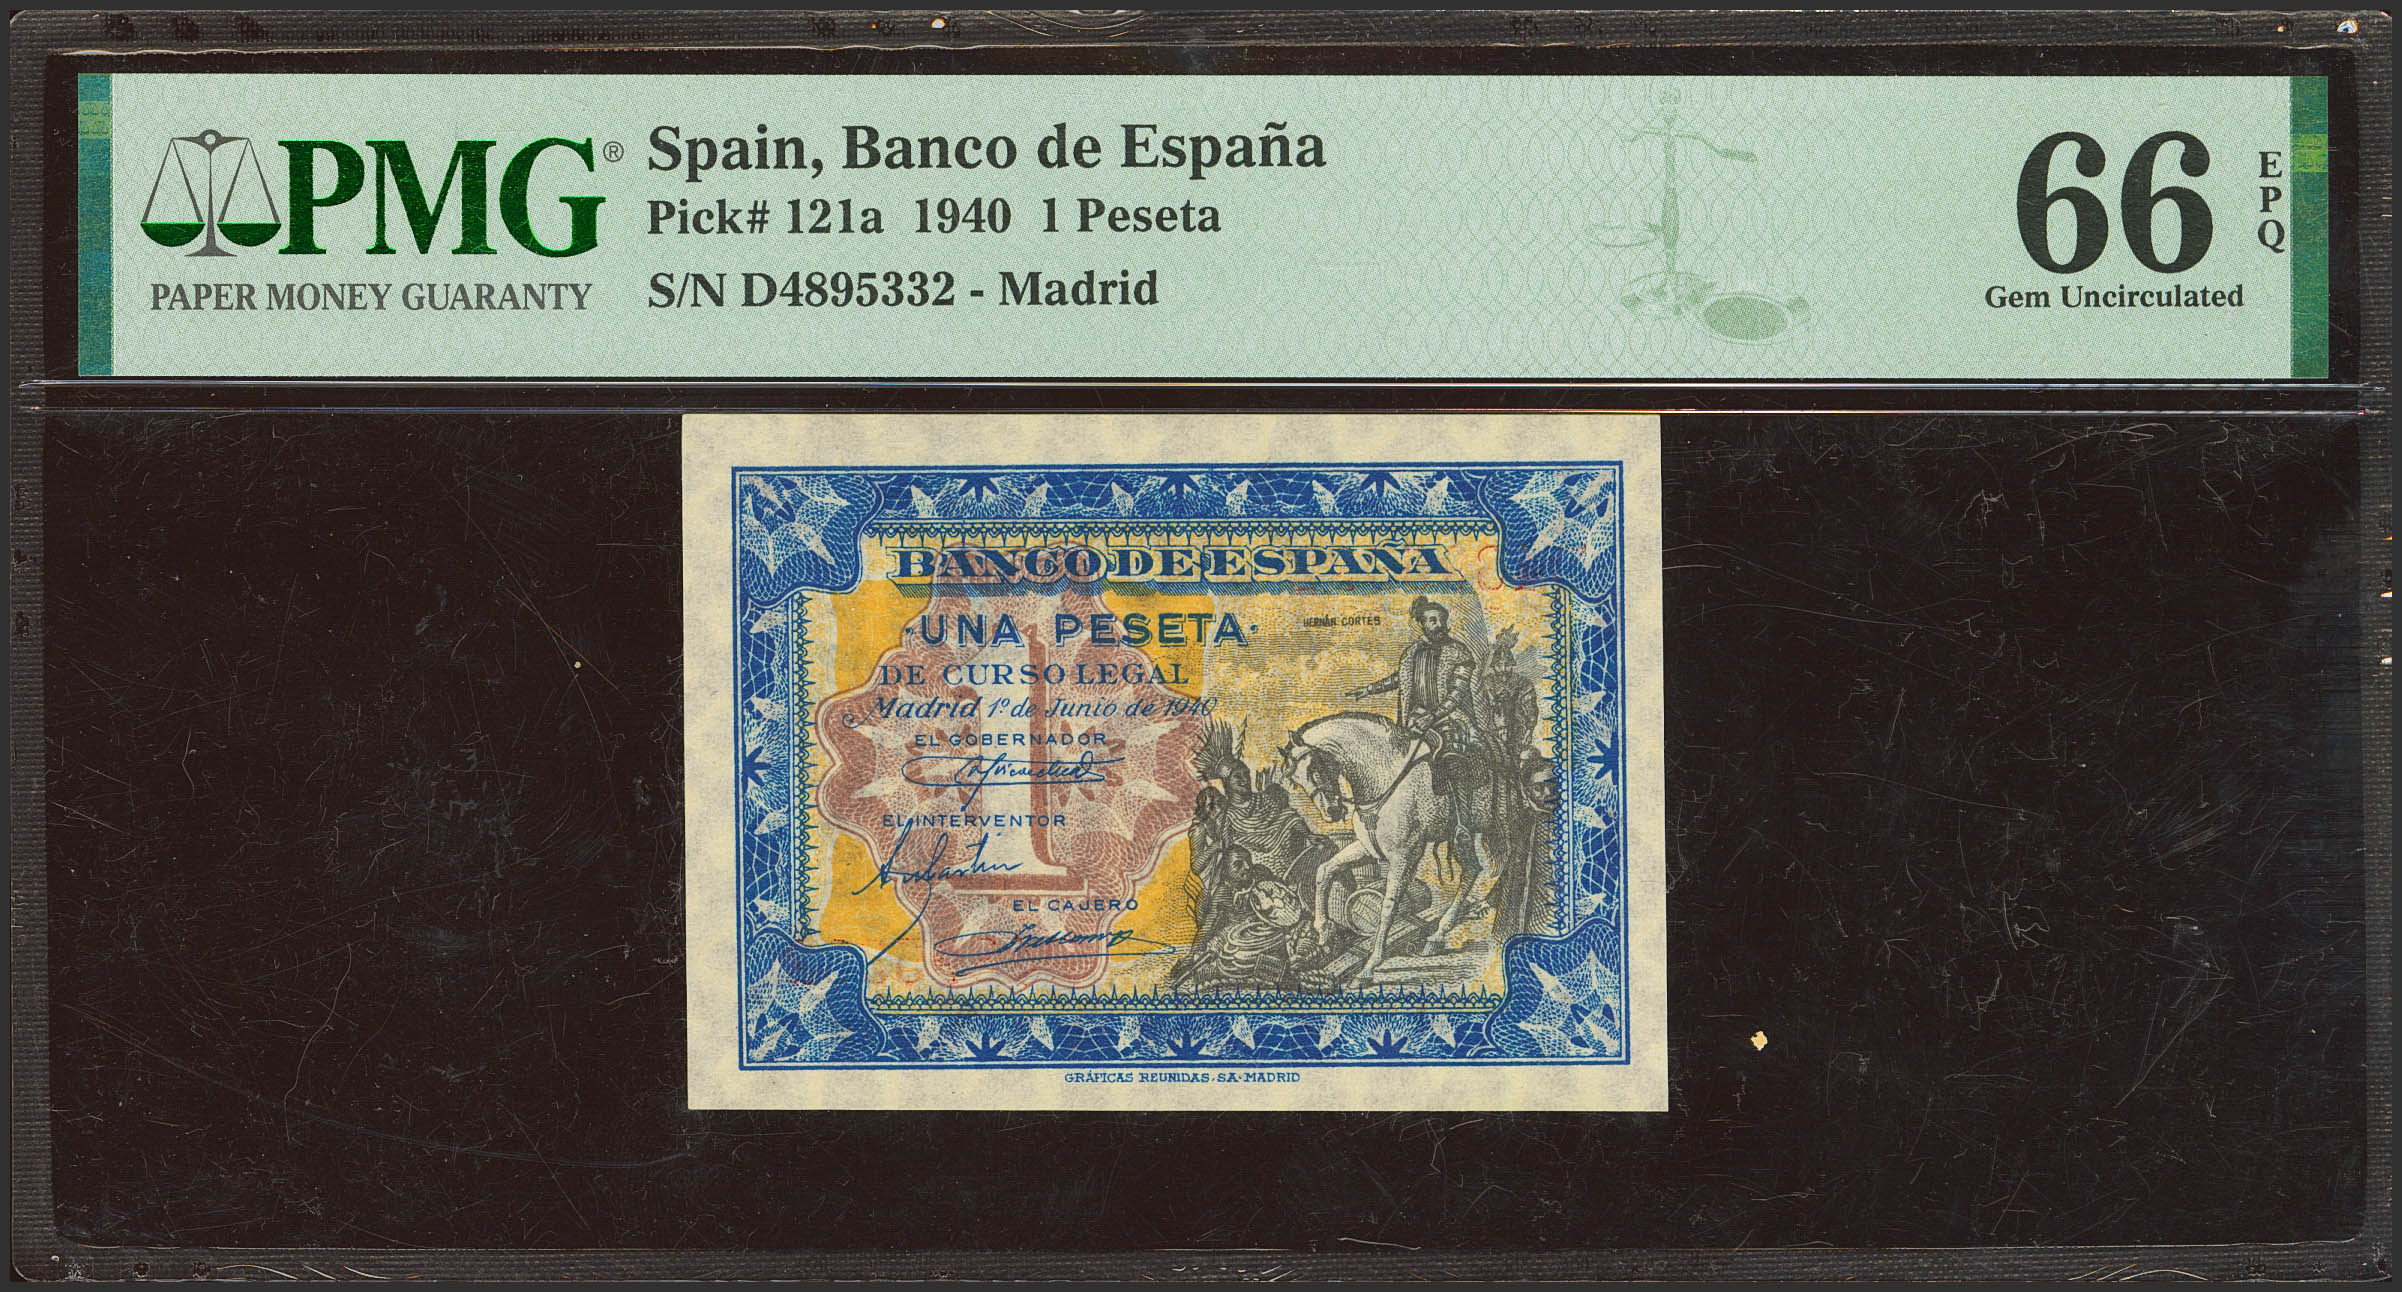 PMG®
PAPER MONEY GUARANTY
Spain, Banco de España
Pick# 121a 1940 1 Peseta
S/N D4895332 - Madrid
66
EPQ
Gem Uncirculated
BANCO DE ESPAÑA
·UNA PESETA·
HERNÁN CORTÉS
DE CURSO LEGAL
Madrid 1º de Junio de 1940
EL GOBERNADOR
EL INTERVENTOR
1
EL CAJERO
GRÁFICAS REUNIDAS, S.A. MADRID